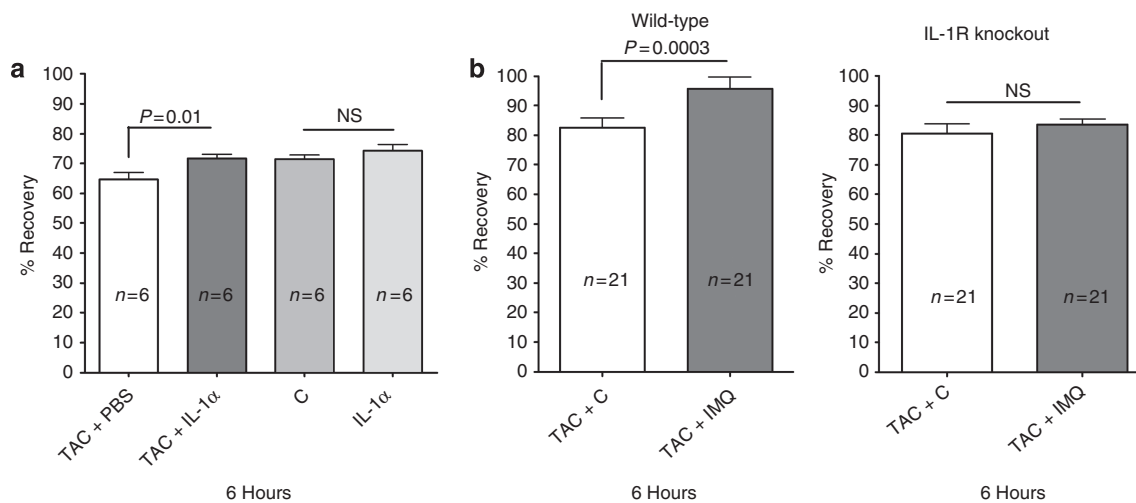 a
% Recovery
100
90
80
70
60
50
40
30
20
10
0
P=0.01
NS
n=6
n=6
n=6
n=6
TAC + PBS
TAC + IL-1α
C
IL-1α
6 Hours
b
Wild-type
P=0.0003
% Recovery
100
90
80
70
60
50
40
30
20
10
0
n=21
n=21
TAC + C
TAC + IMQ
6 Hours
IL-1R knockout
NS
% Recovery
100
90
80
70
60
50
40
30
20
10
0
n=21
n=21
TAC + C
TAC + IMQ
6 Hours